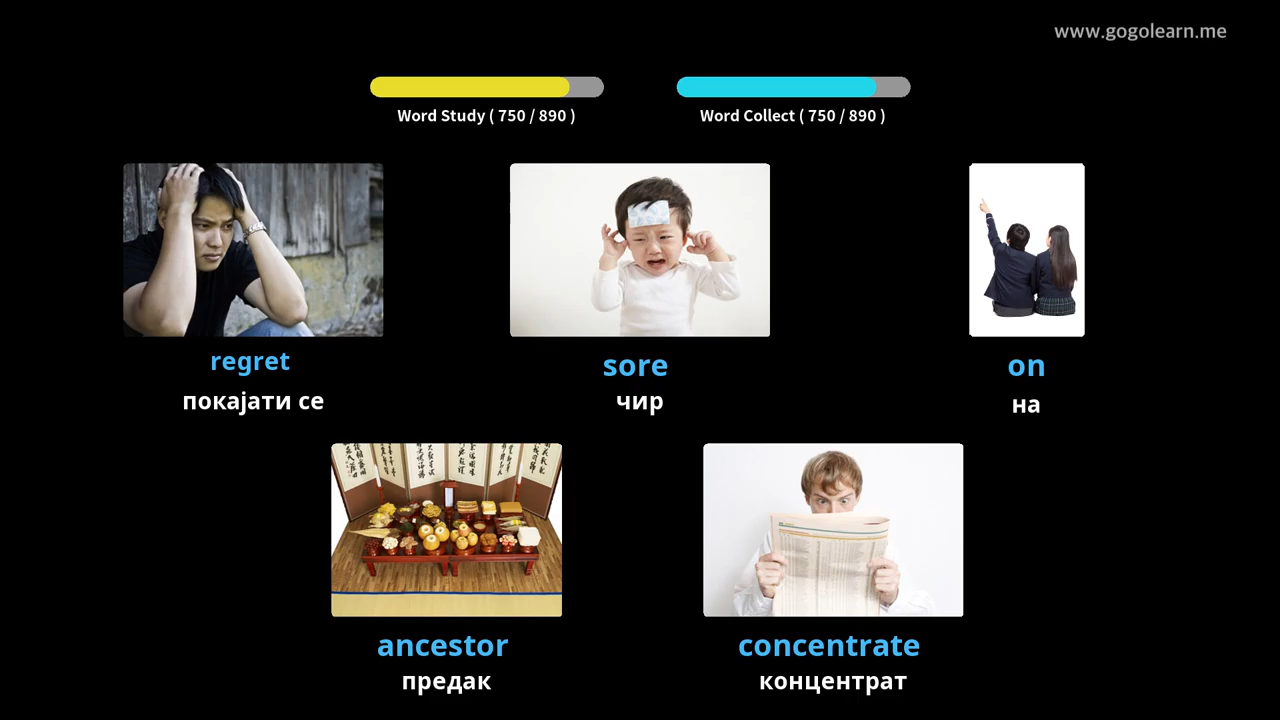 www.gogolearn.me
Word Study ( 750 / 890 )
Word Collect ( 750 / 890 )
regret
покајати се
sore
чир
on
на
ancestor
предак
concentrate
концентрат